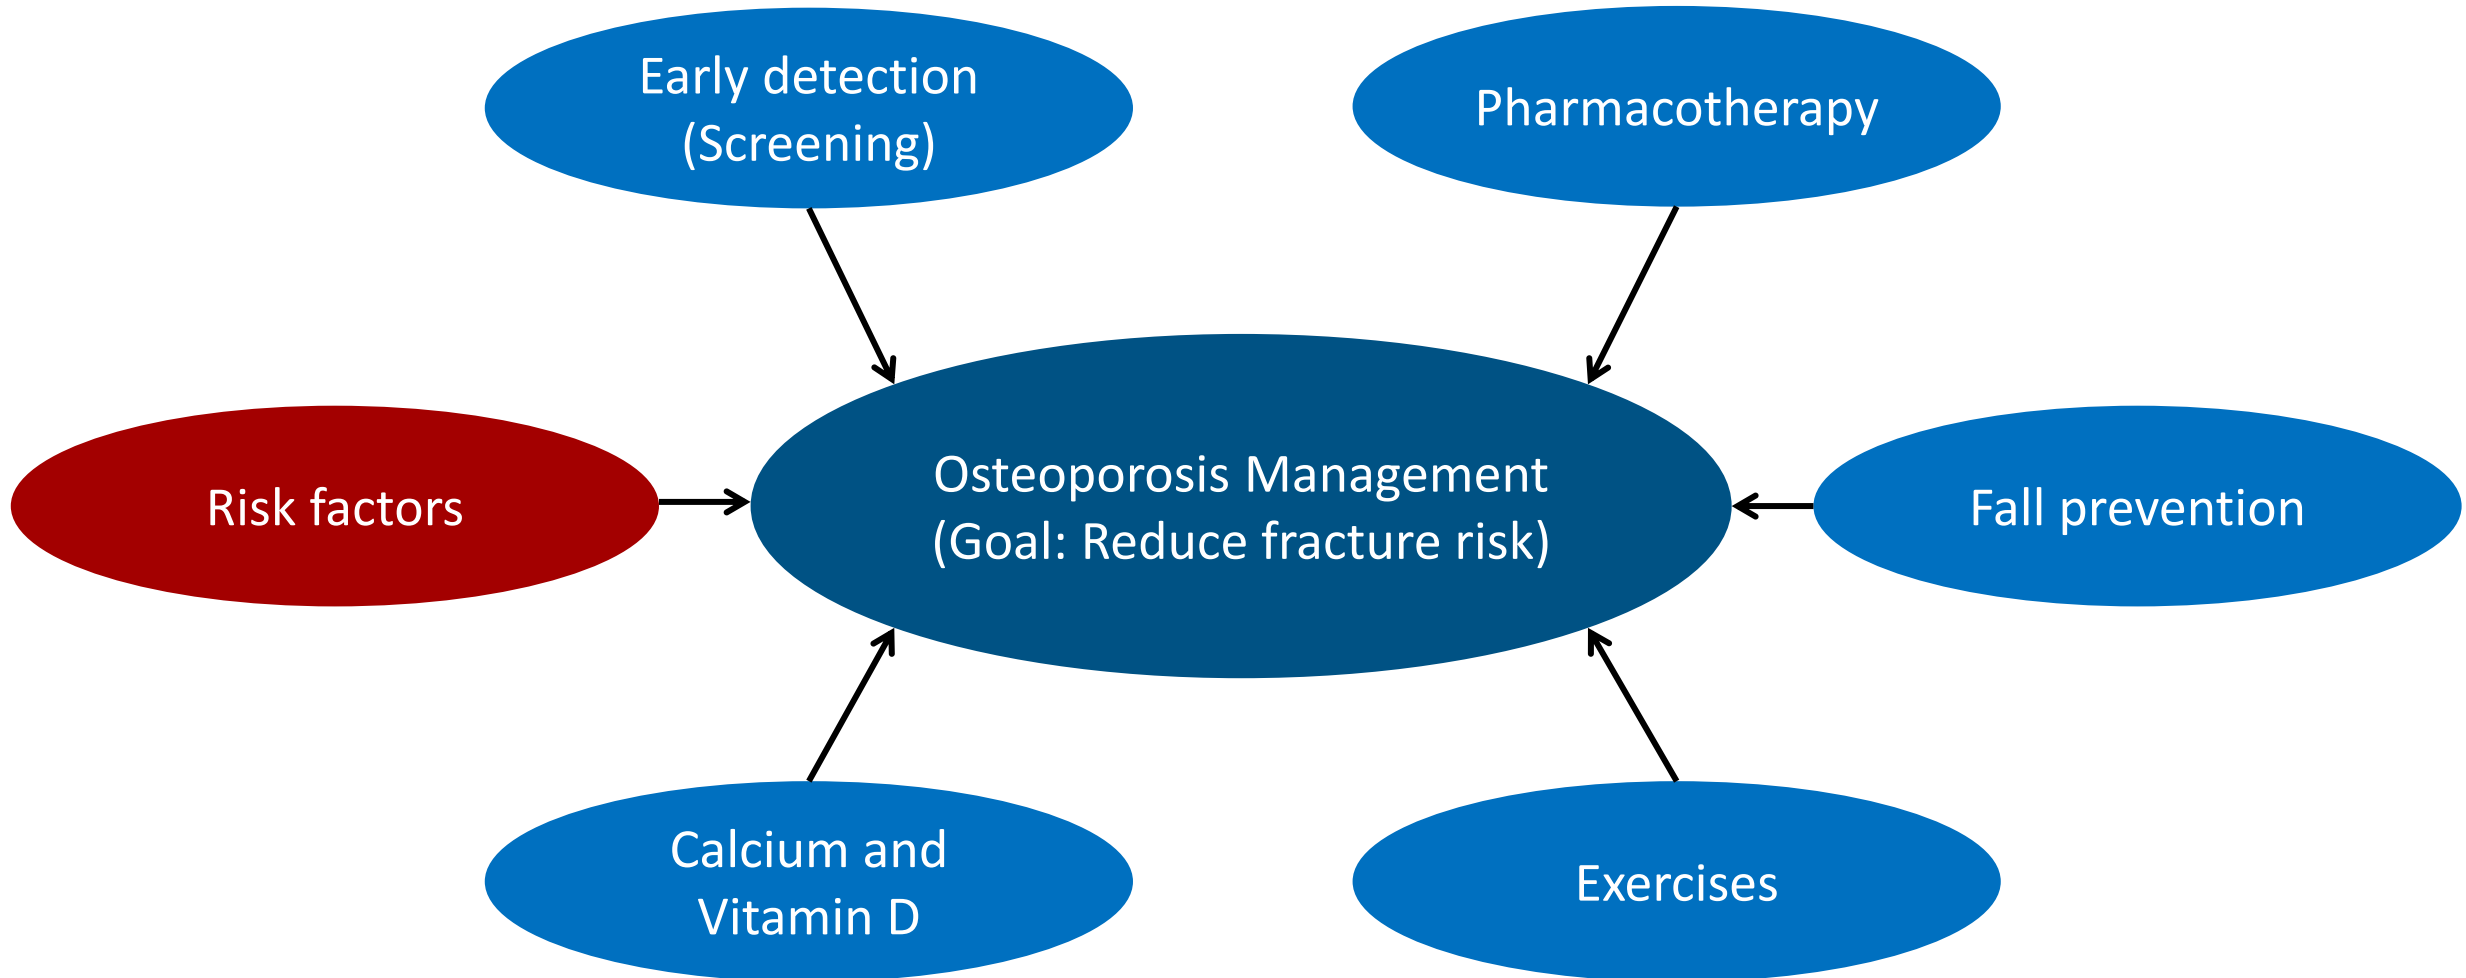 Early detection
(Screening)
Pharmacotherapy
Risk factors
Osteoporosis Management
(Goal: Reduce fracture risk)
Fall prevention
Calcium and
Vitamin D
Exercises